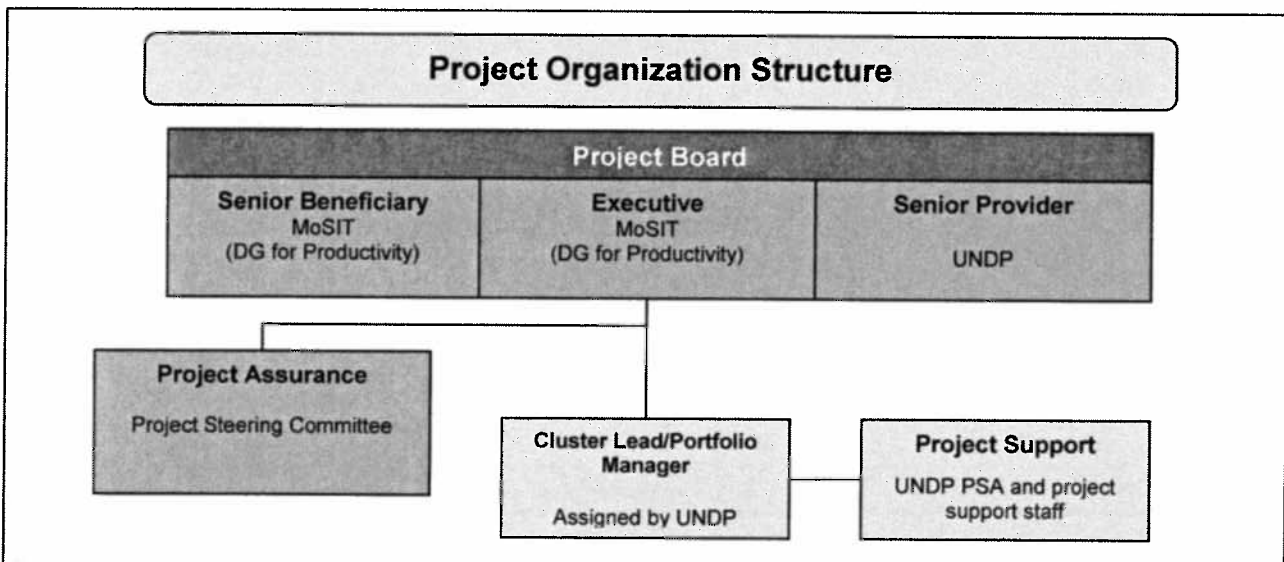 Project Organization Structure
Project Board
Senior Beneficiary
MoSIT
(DG for Productivity)
Executive
MoSIT
(DG for Productivity)
Senior Provider
UNDP
Project Assurance
Project Steering Committee
Cluster Lead/Portfolio
Manager
Assigned by UNDP
Project Support
UNDP PSA and project
support staff